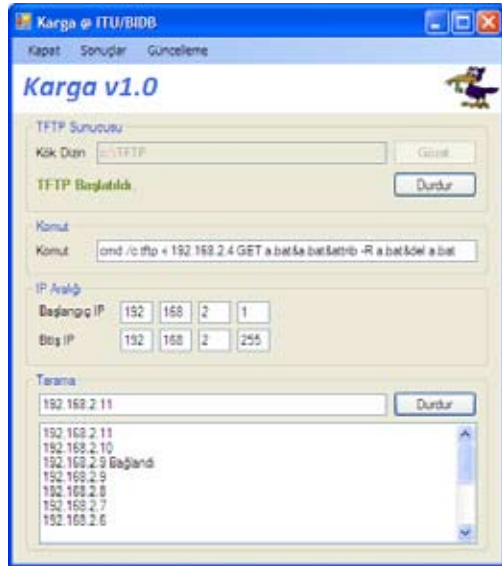 Karga @ ITU/BIDB
Kapat Sonuçlar Güncelleme
Karga v1.0
TFTP Sunucusu
Kök Dizin c:\TFTP Gözat
TFTP Başlatıldı. Durdur
Komut
Komut cmd /c tftp -i 192.168.2.4 GET a.bat&a.bat&attrib -R a.bat&del a.bat
IP Aralığı
Başlangıç IP 192 168 2 1
Bitiş IP 192 168 2 255
Tarama
192.168.2.11 Durdur
192.168.2.11
192.168.2.10
192.168.2.9 Bağlandı
192.168.2.9
192.168.2.8
192.168.2.7
192.168.2.6